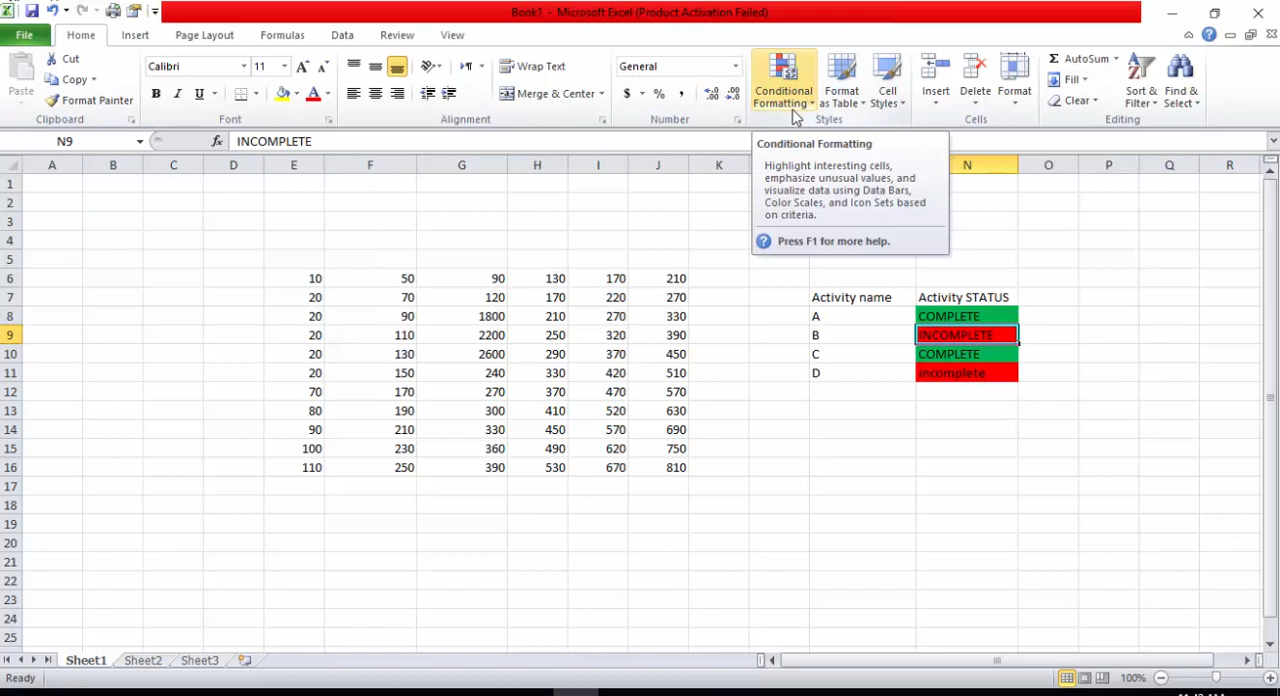 Book1 - Microsoft Excel (Product Activation Failed)
File Home Insert Page Layout Formulas Data Review View
Paste
Cut
Copy
Format Painter
Clipboard
Calibri 11
B I U
Font
Wrap Text
Merge & Center
Alignment
General
$ % ,
Number
Conditional Formatting
Format as Table
Cell Styles
Styles
Insert Delete Format
Cells
AutoSum
Fill
Clear
Sort & Filter
Find & Select
Editing
N9 fx INCOMPLETE
Conditional Formatting
Highlight interesting cells,
emphasize unusual values, and
visualize data using Data Bars,
Color Scales, and Icon Sets based
on criteria.
Press F1 for more help.
A B C D E F G H I J K N O P Q R
1
2
3
4
5
6 10 50 90 130 170 210
7 20 70 120 170 220 270 Activity name Activity STATUS
8 20 90 1800 210 270 330 A COMPLETE
9 20 110 2200 250 320 390 B INCOMPLETE
10 20 130 2600 290 370 450 C COMPLETE
11 20 150 240 330 420 510 D incomplete
12 70 170 270 370 470 570
13 80 190 300 410 520 630
14 90 210 330 450 570 690
15 100 230 360 490 620 750
16 110 250 390 530 670 810
17
18
19
20
21
22
23
24
25
Sheet1 Sheet2 Sheet3
Ready 100%